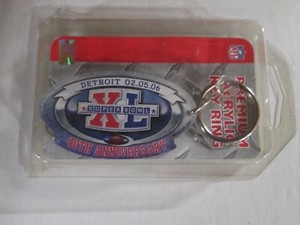 DETROIT 02.05.06
XL
SUPER BOWL
40TH ANNIVERSARY
PREMIUM
ACRYLIC
KEY RING